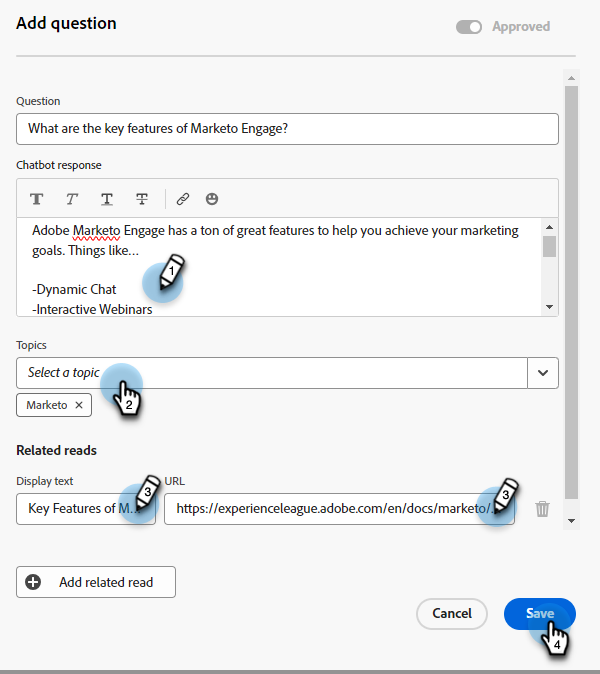 Add question
Approved
Question
What are the key features of Marketo Engage?
Chatbot response
T T T T
Adobe Marketo Engage has a ton of great features to help you achieve your marketing
goals. Things like...
1
-Dynamic Chat
-Interactive Webinars
Topics
Select a topic
2
Marketo ×
Related reads
Display text URL
3 3
Key Features of M... https://experienceleague.adobe.com/en/docs/marketo/...
Add related read
Cancel Save
4